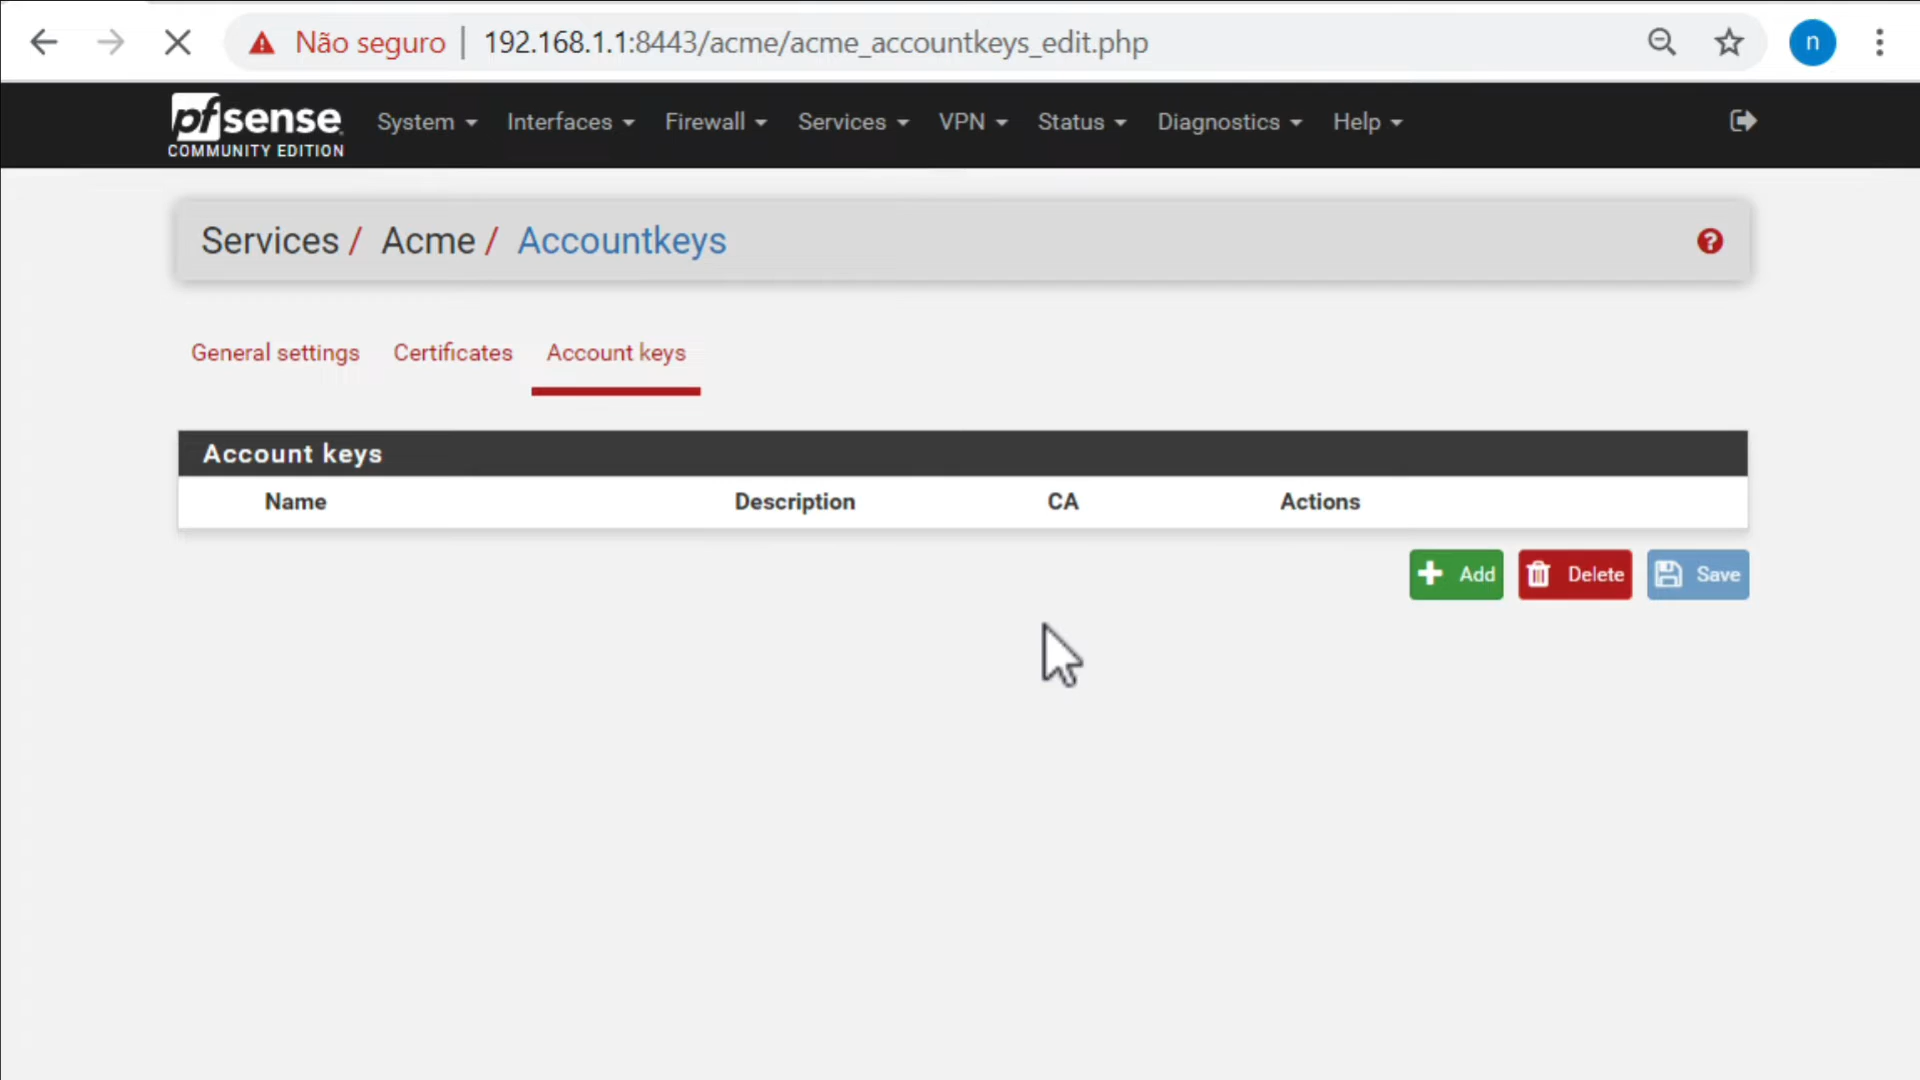 Não seguro | 192.168.1.1:8443/acme/acme_accountkeys_edit.php
n
pfsense
COMMUNITY EDITION
System Interfaces Firewall Services VPN Status Diagnostics Help
Services / Acme / Accountkeys
General settings Certificates Account keys
Account keys
Name Description CA Actions
Add Delete Save